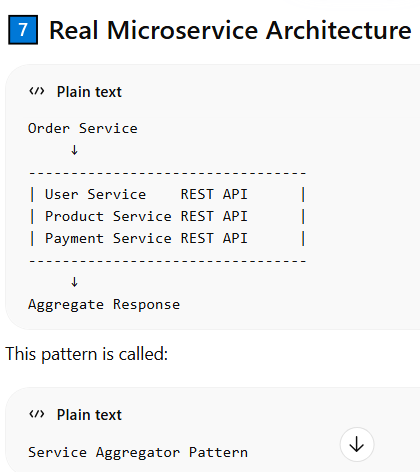 7 Real Microservice Architecture
</> Plain text
Order Service
↓
---------------------------------
| User Service    REST API      |
| Product Service REST API      |
| Payment Service REST API      |
---------------------------------
↓
Aggregate Response
This pattern is called:
</> Plain text
Service Aggregator Pattern